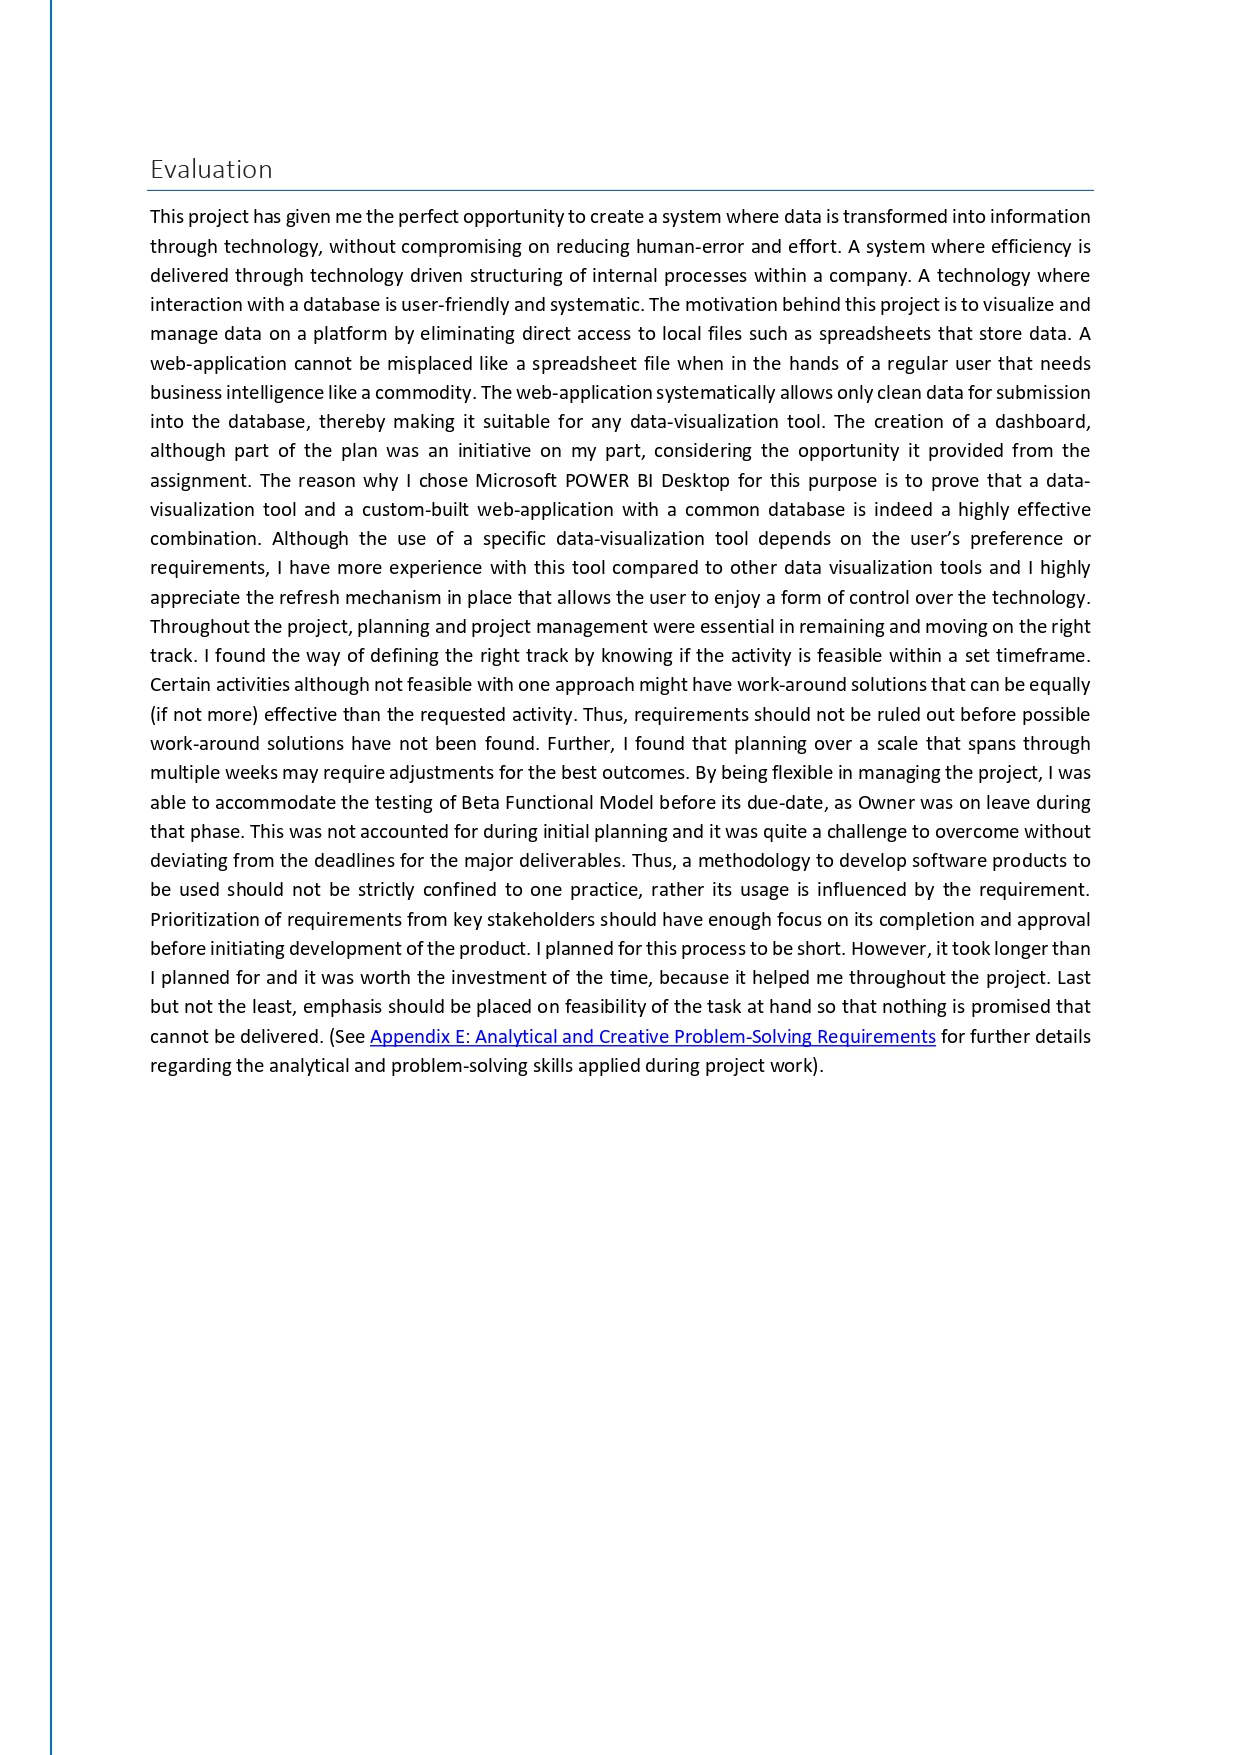 Evaluation
This project has given me the perfect opportunity to create a system where data is transformed into information
through technology, without compromising on reducing human-error and effort. A system where efficiency is
delivered through technology driven structuring of internal processes within a company. A technology where
interaction with a database is user-friendly and systematic. The motivation behind this project is to visualize and
manage data on a platform by eliminating direct access to local files such as spreadsheets that store data. A
web-application cannot be misplaced like a spreadsheet file when in the hands of a regular user that needs
business intelligence like a commodity. The web-application systematically allows only clean data for submission
into the database, thereby making it suitable for any data-visualization tool. The creation of a dashboard,
although part of the plan was an initiative on my part, considering the opportunity it provided from the
assignment. The reason why I chose Microsoft POWER BI Desktop for this purpose is to prove that a data-
visualization tool and a custom-built web-application with a common database is indeed a highly effective
combination. Although the use of a specific data-visualization tool depends on the user’s preference or
requirements, I have more experience with this tool compared to other data visualization tools and I highly
appreciate the refresh mechanism in place that allows the user to enjoy a form of control over the technology.
Throughout the project, planning and project management were essential in remaining and moving on the right
track. I found the way of defining the right track by knowing if the activity is feasible within a set timeframe.
Certain activities although not feasible with one approach might have work-around solutions that can be equally
(if not more) effective than the requested activity. Thus, requirements should not be ruled out before possible
work-around solutions have not been found. Further, I found that planning over a scale that spans through
multiple weeks may require adjustments for the best outcomes. By being flexible in managing the project, I was
able to accommodate the testing of Beta Functional Model before its due-date, as Owner was on leave during
that phase. This was not accounted for during initial planning and it was quite a challenge to overcome without
deviating from the deadlines for the major deliverables. Thus, a methodology to develop software products to
be used should not be strictly confined to one practice, rather its usage is influenced by the requirement.
Prioritization of requirements from key stakeholders should have enough focus on its completion and approval
before initiating development of the product. I planned for this process to be short. However, it took longer than
I planned for and it was worth the investment of the time, because it helped me throughout the project. Last
but not the least, emphasis should be placed on feasibility of the task at hand so that nothing is promised that
cannot be delivered. (See Appendix E: Analytical and Creative Problem-Solving Requirements for further details
regarding the analytical and problem-solving skills applied during project work).